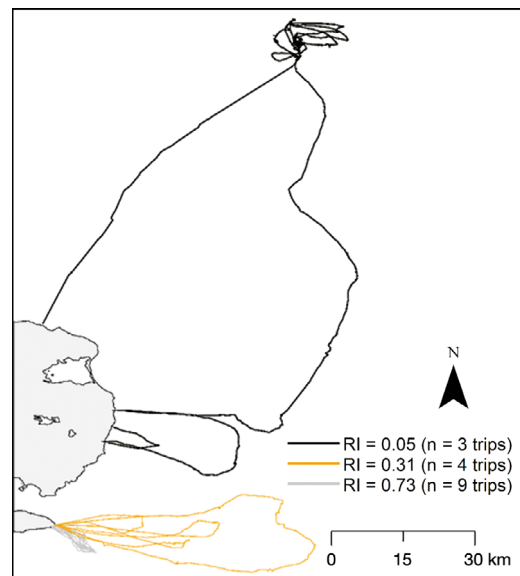 N
RI = 0.05 (n = 3 trips)
RI = 0.31 (n = 4 trips)
RI = 0.73 (n = 9 trips)
0 15 30 km